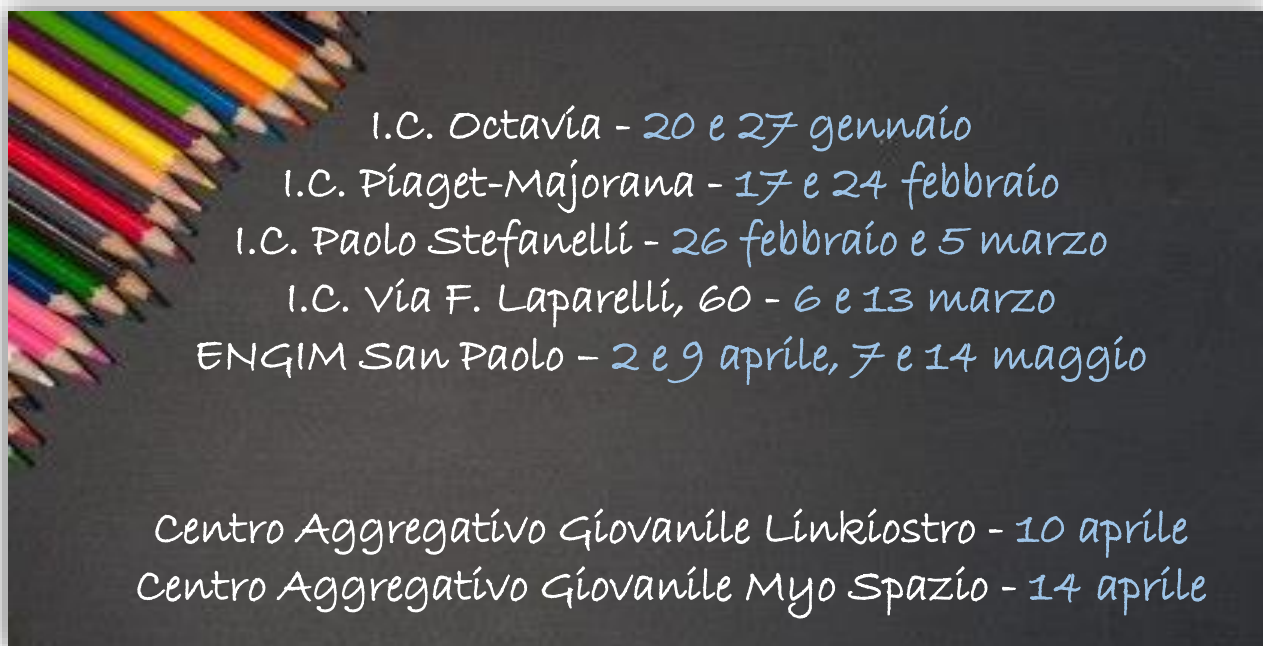 I.C. Octavia - 20 e 27 gennaio
I.C. Piaget-Majorana - 17 e 24 febbraio
I.C. Paolo Stefanelli - 26 febbraio e 5 marzo
I.C. Via F. Laparelli, 60 - 6 e 13 marzo
ENGIM San Paolo – 2 e 9 aprile, 7 e 14 maggio
Centro Aggregativo Giovanile Linkiostro - 10 aprile
Centro Aggregativo Giovanile Myo Spazio - 14 aprile